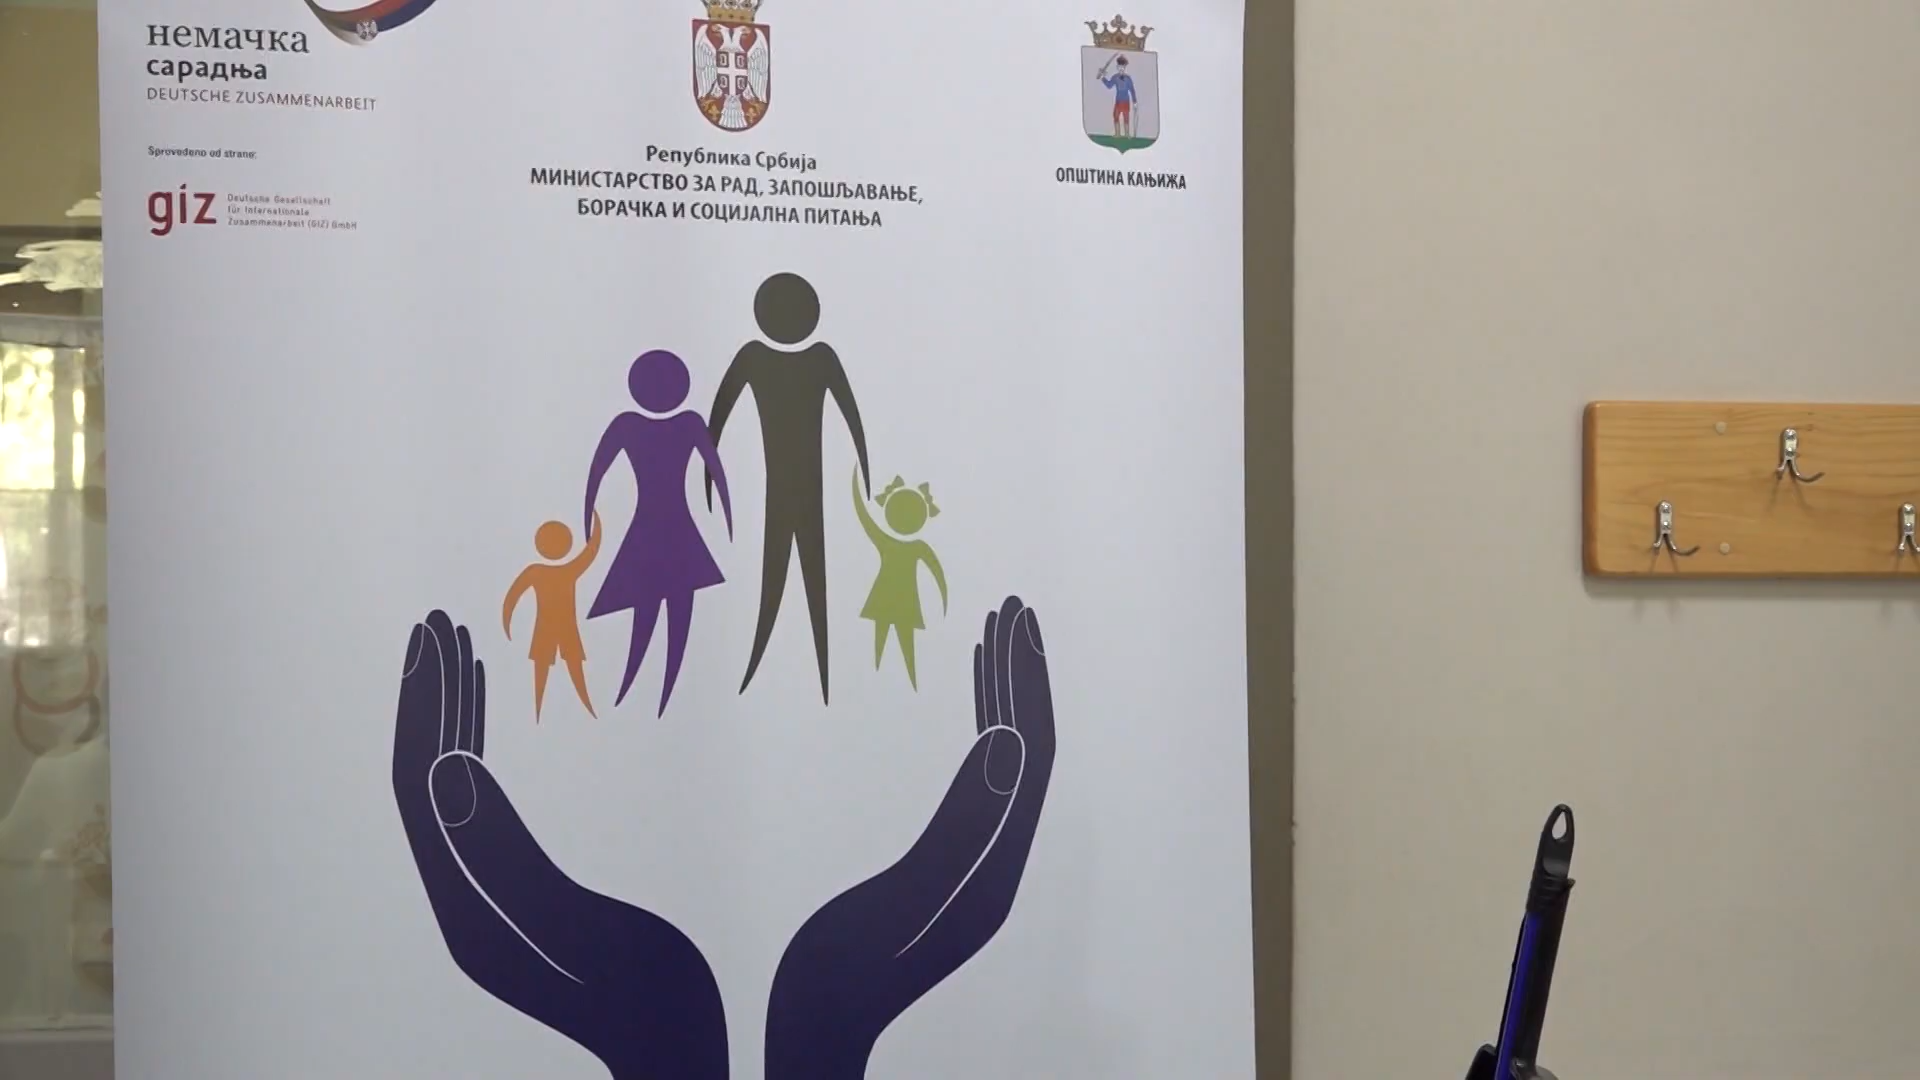 немачка
сарадња
DEUTSCHE ZUSAMMENARBEIT
Sprovedeno od strane:
giz
Deutsche Gesellschaft
für Internationale
Zusammenarbeit (GIZ) GmbH
Република Србија
МИНИСТАРСТВО ЗА РАД, ЗАПОШЉАВАЊЕ,
БОРАЧКА И СОЦИЈАЛНА ПИТАЊА
ОПШТИНА КАЊИЖА